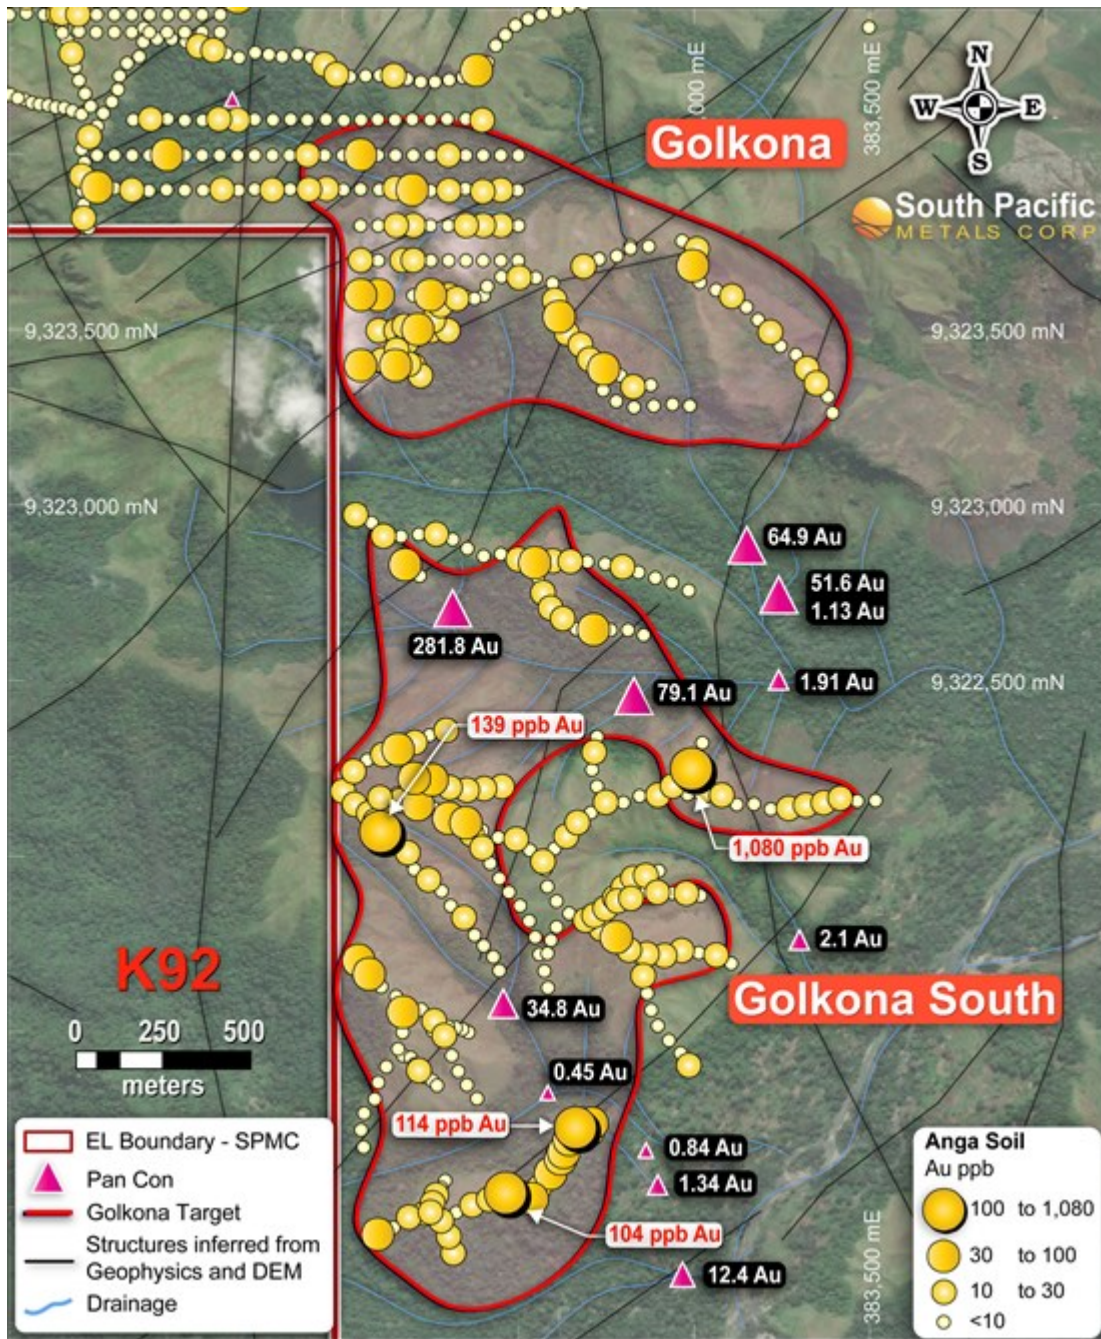 ,000 mE
383,500 mE
N
W
E
S
Golkona
South Pacific
METALS CORP
9,323,500 mN
9,323,500 mN
9,323,000 mN
9,323,000 mN
64.9 Au
51.6 Au
1.13 Au
281.8 Au
1.91 Au
9,322,500 mN
79.1 Au
139 ppb Au
1,080 ppb Au
2.1 Au
K92
Golkona South
34.8 Au
0 250 500
meters
0.45 Au
114 ppb Au
0.84 Au
1.34 Au
104 ppb Au
12.4 Au
383,500 mE
EL Boundary - SPMC
Pan Con
Golkona Target
Structures inferred from
Geophysics and DEM
Drainage
Anga Soil
Au ppb
100 to 1,080
30 to 100
10 to 30
<10